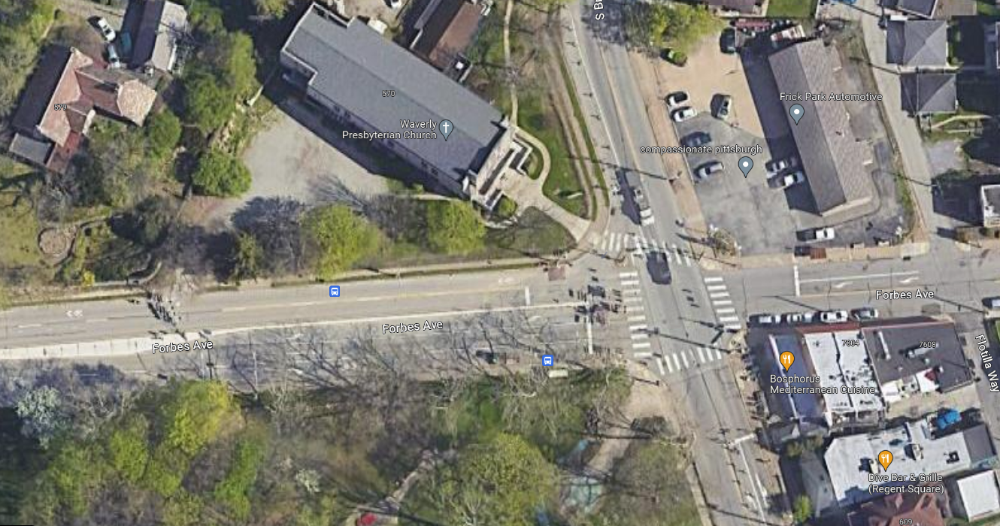 S Bu
579
570
Waverly
Presbyterian Church
Frick Park Automotive
compassionate pittsburgh
Forbes Ave
Forbes Ave
Forbes Ave
7604
7608
Flotilla Way
Bosphorus
Mediterranean Cuisine
Dive Bar & Grille
(Regent Square)
609